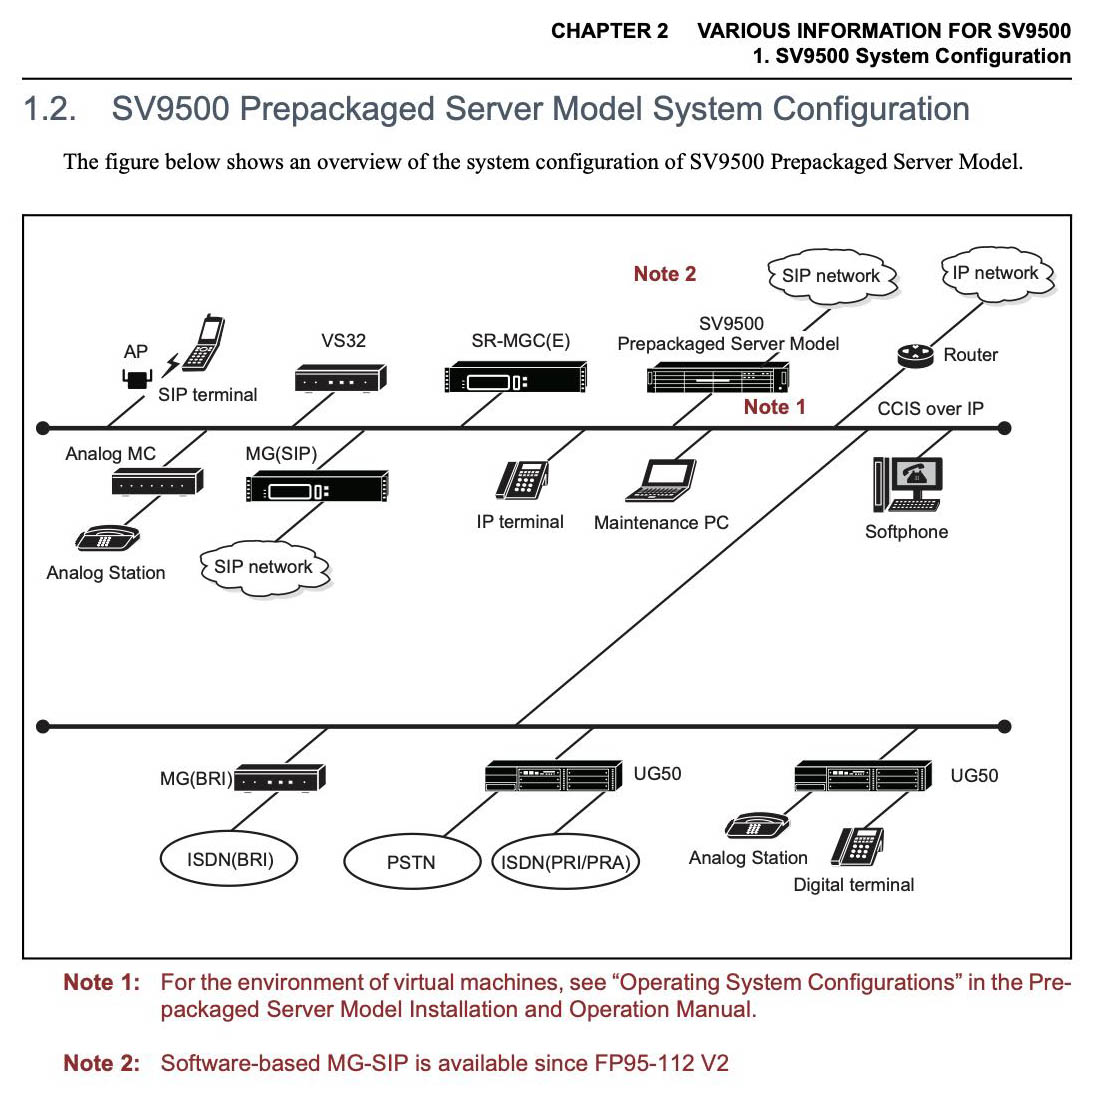 CHAPTER 2 VARIOUS INFORMATION FOR SV9500
1. SV9500 System Configuration
1.2. SV9500 Prepackaged Server Model System Configuration
The figure below shows an overview of the system configuration of SV9500 Prepackaged Server Model.
Note 2
SIP network
IP network
AP
SIP terminal
VS32
SR-MGC(E)
SV9500
Prepackaged Server Model
Router
Note 1
CCIS over IP
Analog MC
MG(SIP)
IP terminal
Maintenance PC
Softphone
Analog Station
SIP network
MG(BRI)
UG50
UG50
ISDN(BRI)
PSTN
ISDN(PRI/PRA)
Analog Station
Digital terminal
Note 1: For the environment of virtual machines, see “Operating System Configurations” in the Pre-
packaged Server Model Installation and Operation Manual.
Note 2: Software-based MG-SIP is available since FP95-112 V2